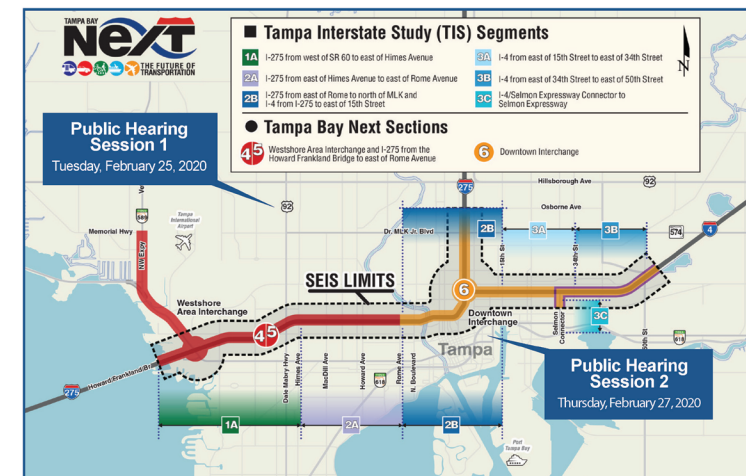 TAMPA BAY
NEXT
THE FUTURE OF
TRANSPORTATION
Tampa Interstate Study (TIS) Segments
1A I-275 from west of SR 60 to east of Himes Avenue
2A I-275 from east of Himes Avenue to east of Rome Avenue
2B I-275 from east of Rome to north of MLK and
I-4 from I-275 to east of 15th Street
3A I-4 from east of 15th Street to east of 34th Street
3B I-4 from east of 34th Street to east of 50th Street
3C I-4/Selmon Expressway Connector to
Selmon Expressway
N
Tampa Bay Next Sections
4 5 Westshore Area Interchange and I-275 from the
Howard Frankland Bridge to east of Rome Avenue
6 Downtown Interchange
Public Hearing
Session 1
Tuesday, February 25, 2020
275
Hillsborough Ave
92
92
Osborne Ave
Ve
589
Memorial Hwy
Tampa
International
Airport
Dr. MLK Jr. Blvd
2B
3A
3B
574
4
NW Expy
15th St
34th St
SEIS LIMITS
6
Westshore
Area Interchange
4 5
Downtown
Interchange
Selmon
Connector
3C
50th St
618
Tampa
Howard Frankland Br
275
Dale Mabry Hwy
Himes Ave
MacDill Ave
Howard Ave
618
Rome Ave
N. Boulevard
Public Hearing
Session 2
Thursday, February 27, 2020
1A
2A
2B
Port
Tampa Bay